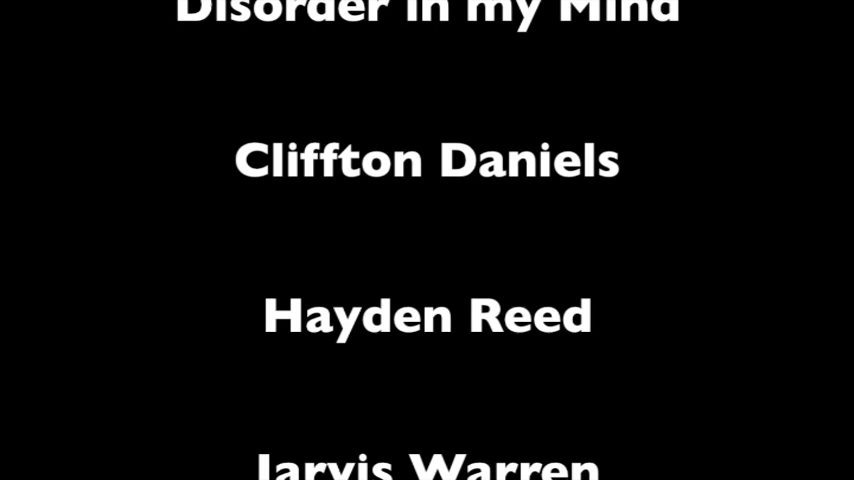 Disorder in my Mind
Cliffton Daniels
Hayden Reed
Jarvis Warren